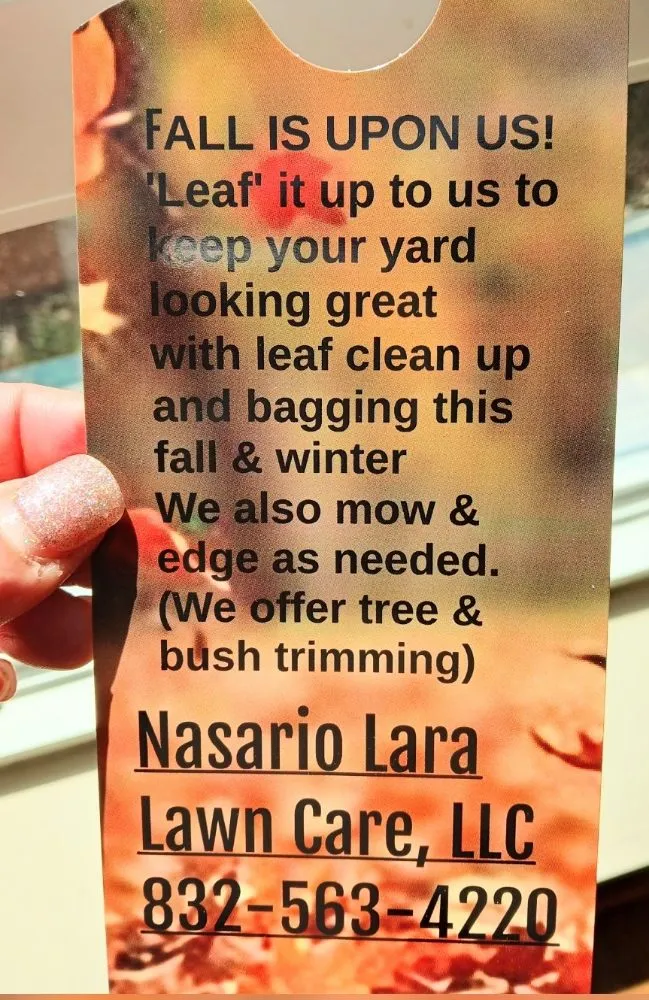 FALL IS UPON US!
'Leaf' it up to us to
keep your yard
looking great
with leaf clean up
and bagging this
fall & winter
We also mow &
edge as needed.
(We offer tree &
bush trimming)
Nasario Lara
Lawn Care, LLC
832-563-4220